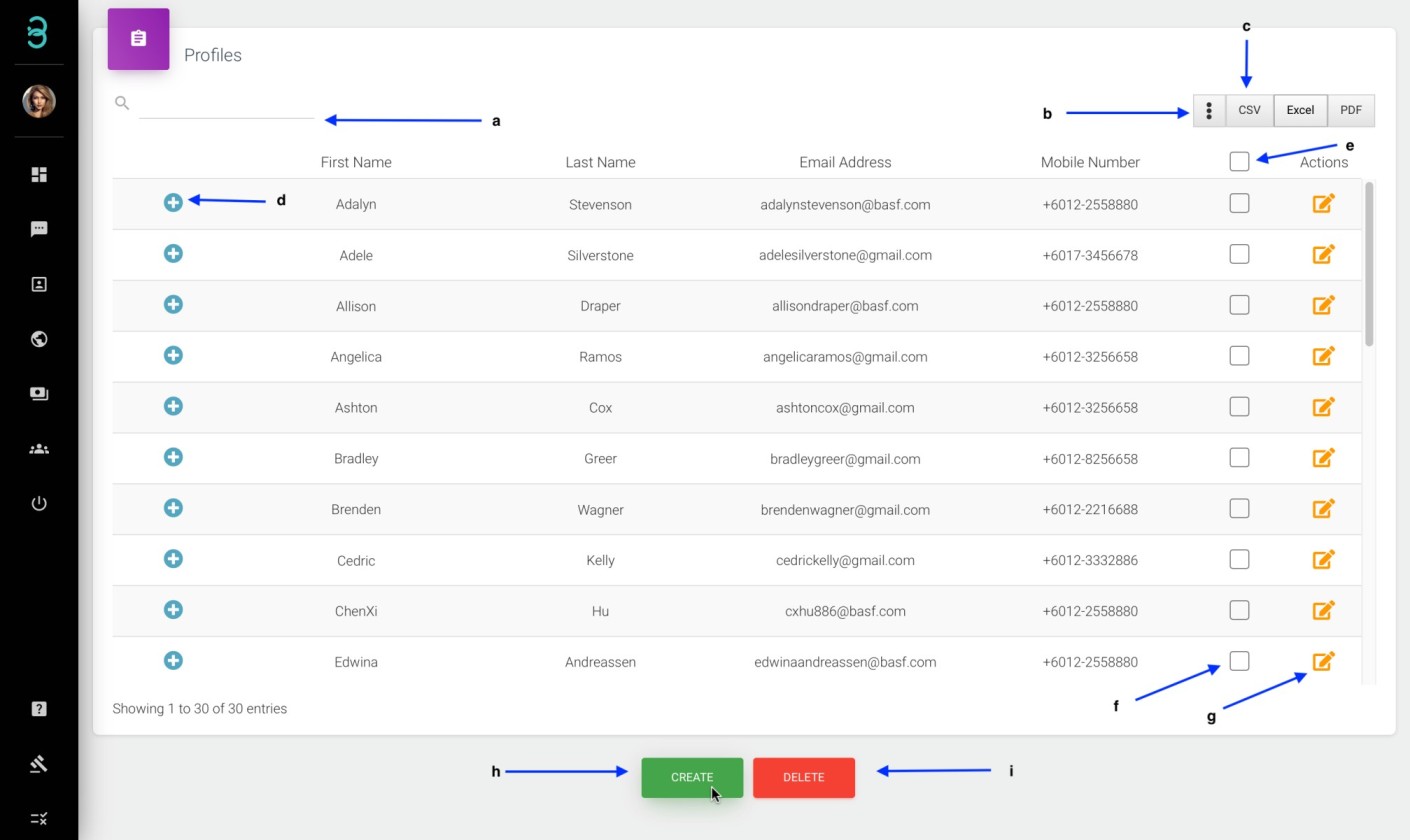 c
Profiles
b CSV Excel PDF
a
e
First Name Last Name Email Address Mobile Number Actions
d
Adalyn Stevenson adalynstevenson@basf.com +6012-2558880
Adele Silverstone adelesilverstone@gmail.com +6017-3456678
Allison Draper allisondraper@basf.com +6012-2558880
Angelica Ramos angelicaramos@gmail.com +6012-3256658
Ashton Cox ashtoncox@gmail.com +6012-3256658
Bradley Greer bradleygreer@gmail.com +6012-8256658
Brenden Wagner brendenwagner@gmail.com +6012-2216688
Cedric Kelly cedrickelly@gmail.com +6012-3332886
ChenXi Hu cxhu886@basf.com +6012-2558880
Edwina Andreassen edwinaandreassen@basf.com +6012-2558880
f
g
Showing 1 to 30 of 30 entries
h CREATE DELETE i